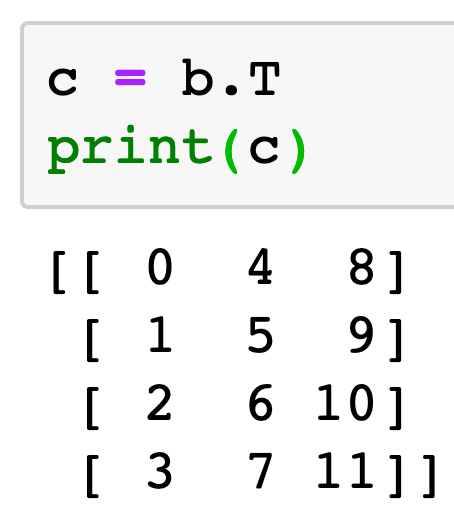 c = b.T
print(c)
[[ 0  4  8]
 [ 1  5  9]
 [ 2  6 10]
 [ 3  7 11]]